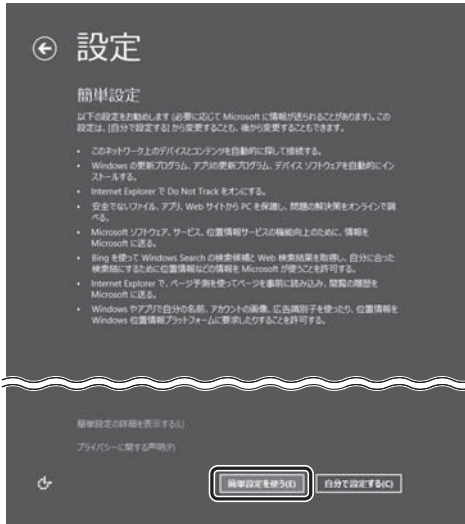 設定
簡単設定
以下の設定をお勧めします (必要に応じて Microsoft に情報が送られることがあります)。この
設定は、[自分で設定する] から変更することも、後から変更することもできます。
• このネットワーク上のデバイスとコンテンツを自動的に探して接続する。
• Windows の更新プログラム、アプリの更新プログラム、デバイス ソフトウェアを自動的にイン
ストールする。
• Internet Explorer で Do Not Track をオンにする。
• 安全でないファイル、アプリ、Web サイトから PC を保護し、問題の解決策をオンラインで調
べる。
• Microsoft ソフトウェア、サービス、位置情報サービスの機能向上のために、情報を
Microsoft に送る。
• Bing を使って Windows Search の検索候補と Web 検索結果を取得し、自分に合った
検索結にするために位置情報などの情報を Microsoft が使うことを許可する。
• Internet Explorer で、ページ予測を使ってページを事前に読み込み、閲覧の履歴を
Microsoft に送る。
• Windows やアプリで自分の名前、アカウントの画像、広告識別子を使ったり、位置情報を
Windows 位置情報プラットフォームに要求したりすることを許可する。
簡単設定の詳細を表示する(L)
プライバシーに関する声明(P)
簡単設定を使う(E) 自分で設定する(C)